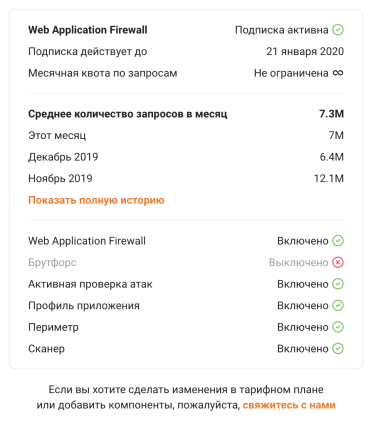 Web Application Firewall Подписка активна
Подписка действует до 21 января 2020
Месячная квота по запросам Не ограничена ∞
Среднее количество запросов в месяц 7.3M
Этот месяц 7M
Декабрь 2019 6.4M
Ноябрь 2019 12.1M
Показать полную историю
Web Application Firewall Включено
Брутфорс Выключено
Активная проверка атак Включено
Профиль приложения Включено
Периметр Включено
Сканер Включено
Если вы хотите сделать изменения в тарифном плане
или добавить компоненты, пожалуйста, свяжитесь с нами